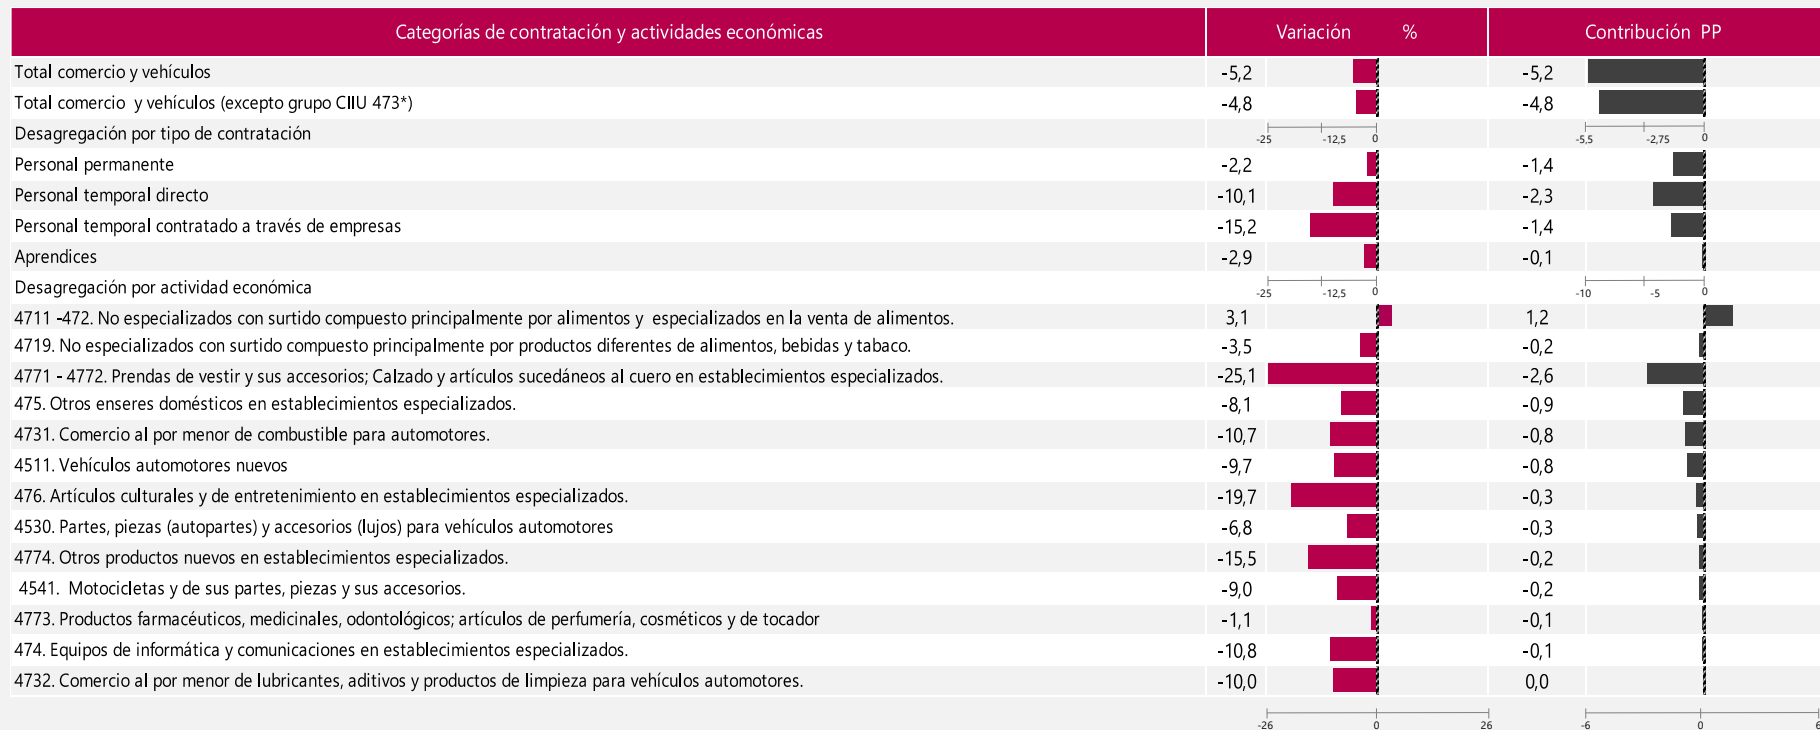 Categorías de contratación y actividades económicas Variación % Contribución PP
Total comercio y vehículos -5,2 -5,2
Total comercio y vehículos (excepto grupo CIIU 473*) -4,8 -4,8
Desagregación por tipo de contratación -25 -12,5 0 -5,5 -2,75 0
Personal permanente -2,2 -1,4
Personal temporal directo -10,1 -2,3
Personal temporal contratado a través de empresas -15,2 -1,4
Aprendices -2,9 -0,1
Desagregación por actividad económica -25 -12,5 0 -10 -5 0
4711 -472. No especializados con surtido compuesto principalmente por alimentos y especializados en la venta de alimentos. 3,1 1,2
4719. No especializados con surtido compuesto principalmente por productos diferentes de alimentos, bebidas y tabaco. -3,5 -0,2
4771 - 4772. Prendas de vestir y sus accesorios; Calzado y artículos sucedáneos al cuero en establecimientos especializados. -25,1 -2,6
475. Otros enseres domésticos en establecimientos especializados. -8,1 -0,9
4731. Comercio al por menor de combustible para automotores. -10,7 -0,8
4511. Vehículos automotores nuevos -9,7 -0,8
476. Artículos culturales y de entretenimiento en establecimientos especializados. -19,7 -0,3
4530. Partes, piezas (autopartes) y accesorios (lujos) para vehículos automotores -6,8 -0,3
4774. Otros productos nuevos en establecimientos especializados. -15,5 -0,2
4541. Motocicletas y de sus partes, piezas y sus accesorios. -9,0 -0,2
4773. Productos farmacéuticos, medicinales, odontológicos; artículos de perfumería, cosméticos y de tocador -1,1 -0,1
474. Equipos de informática y comunicaciones en establecimientos especializados. -10,8 -0,1
4732. Comercio al por menor de lubricantes, aditivos y productos de limpieza para vehículos automotores. -10,0 0,0
-26 0 26 -6 0 6